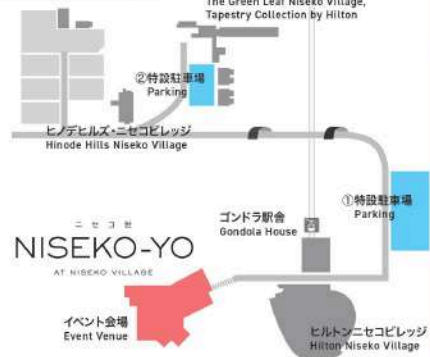 The Green Leaf Niseko Village,
Tapestry Collection by Hilton
②特設駐車場
Parking
ヒノデヒルズ・ニセコビレッジ
Hinode Hills Niseko Village
①特設駐車場
Parking
ゴンドラ駅舎
Gondola House
ニセコ余
NISEKO-YO
AT NISEKO VILLAGE
イベント会場
Event Venue
ヒルトンニセコビレッジ
Hilton Niseko Village